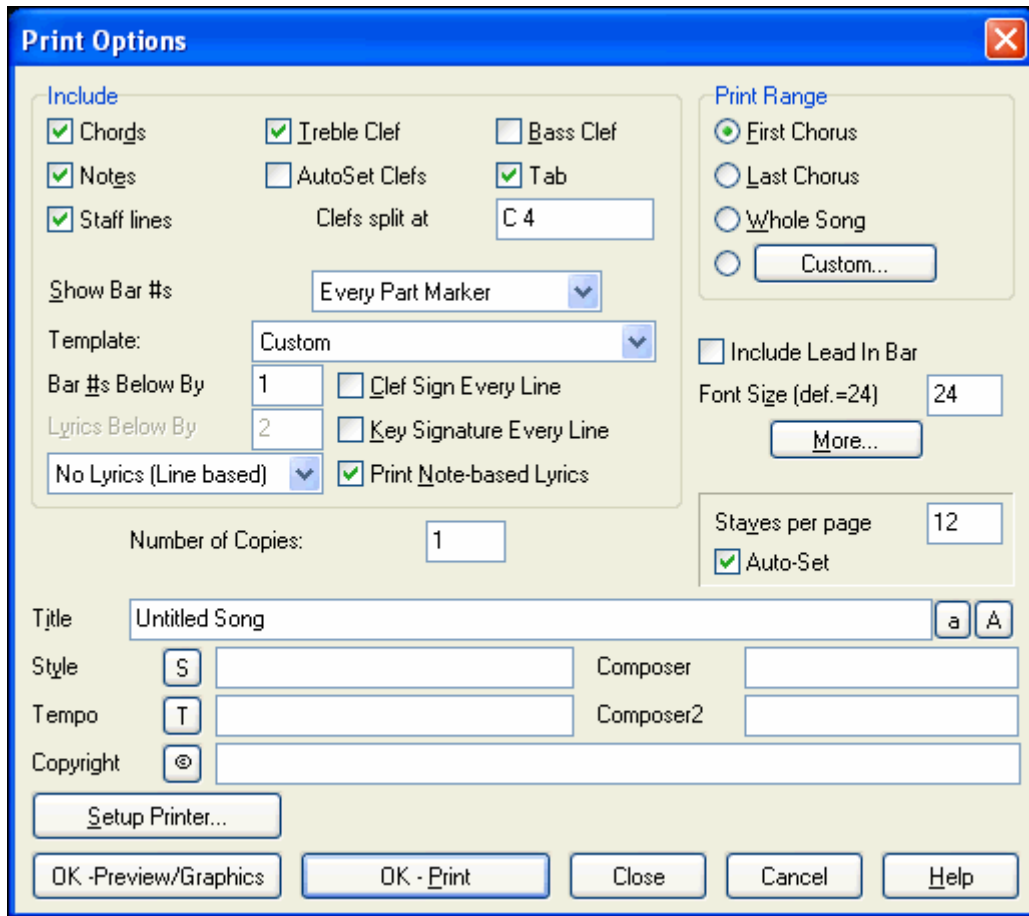 Print Options
Include
Chords Treble Clef Bass Clef
Notes AutoSet Clefs Tab
Staff lines Clefs split at C 4
Show Bar #s Every Part Marker
Template: Custom
Bar #s Below By 1 Clef Sign Every Line
Lyrics Below By 2 Key Signature Every Line
No Lyrics (Line based) Print Note-based Lyrics
Print Range
First Chorus
Last Chorus
Whole Song
Custom...
Include Lead In Bar
Font Size (def.=24) 24
More...
Number of Copies: 1
Staves per page 12
Auto-Set
Title Untitled Song a A
Style S Composer
Tempo T Composer2
Copyright ©
Setup Printer...
OK -Preview/Graphics OK - Print Close Cancel Help